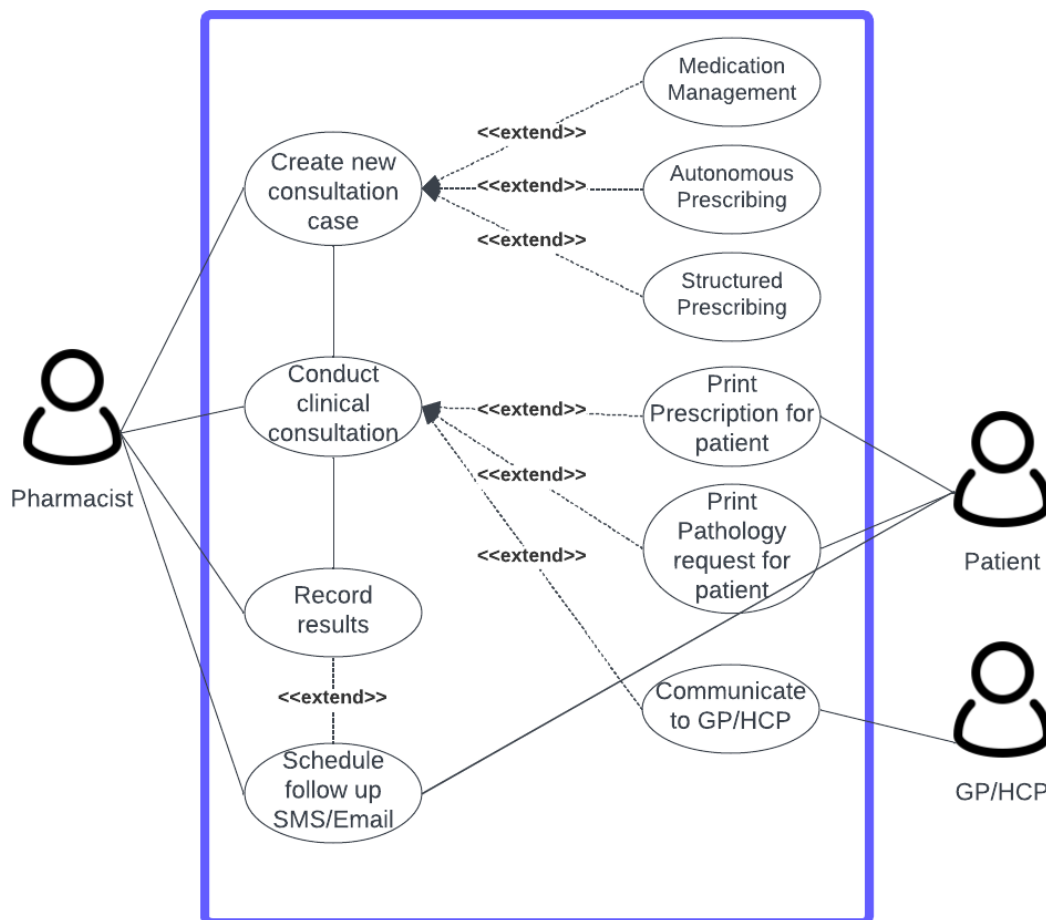 Medication
Management
<<extend>>
Create new
consultation
case
<<extend>>
Autonomous
Prescribing
<<extend>>
Structured
Prescribing
Conduct
clinical
consultation
<<extend>>
Print
Prescription for
patient
Pharmacist
<<extend>>
Print
Pathology
request for
patient
Patient
<<extend>>
Record
results
<<extend>>
Communicate
to GP/HCP
Schedule
follow up
SMS/Email
GP/HCP